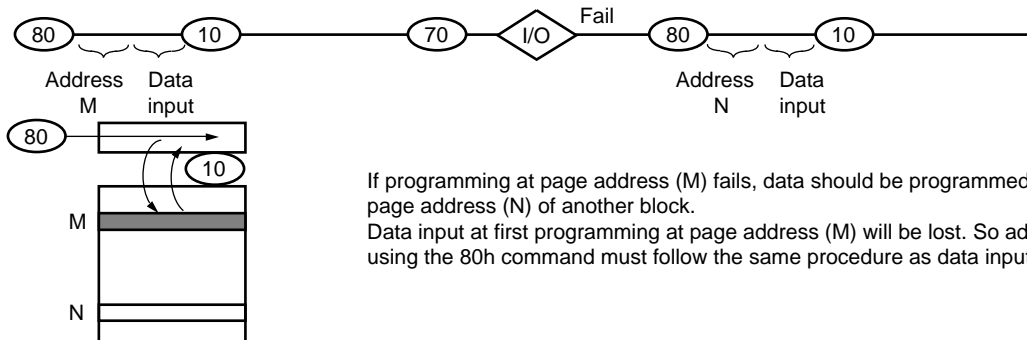 80 10 70 I/O Fail 80 10
Address Data Address Data
M input N input
80
10
If programming at page address (M) fails, data should be programmed
page address (N) of another block.
Data input at first programming at page address (M) will be lost. So ad
using the 80h command must follow the same procedure as data input
M
N